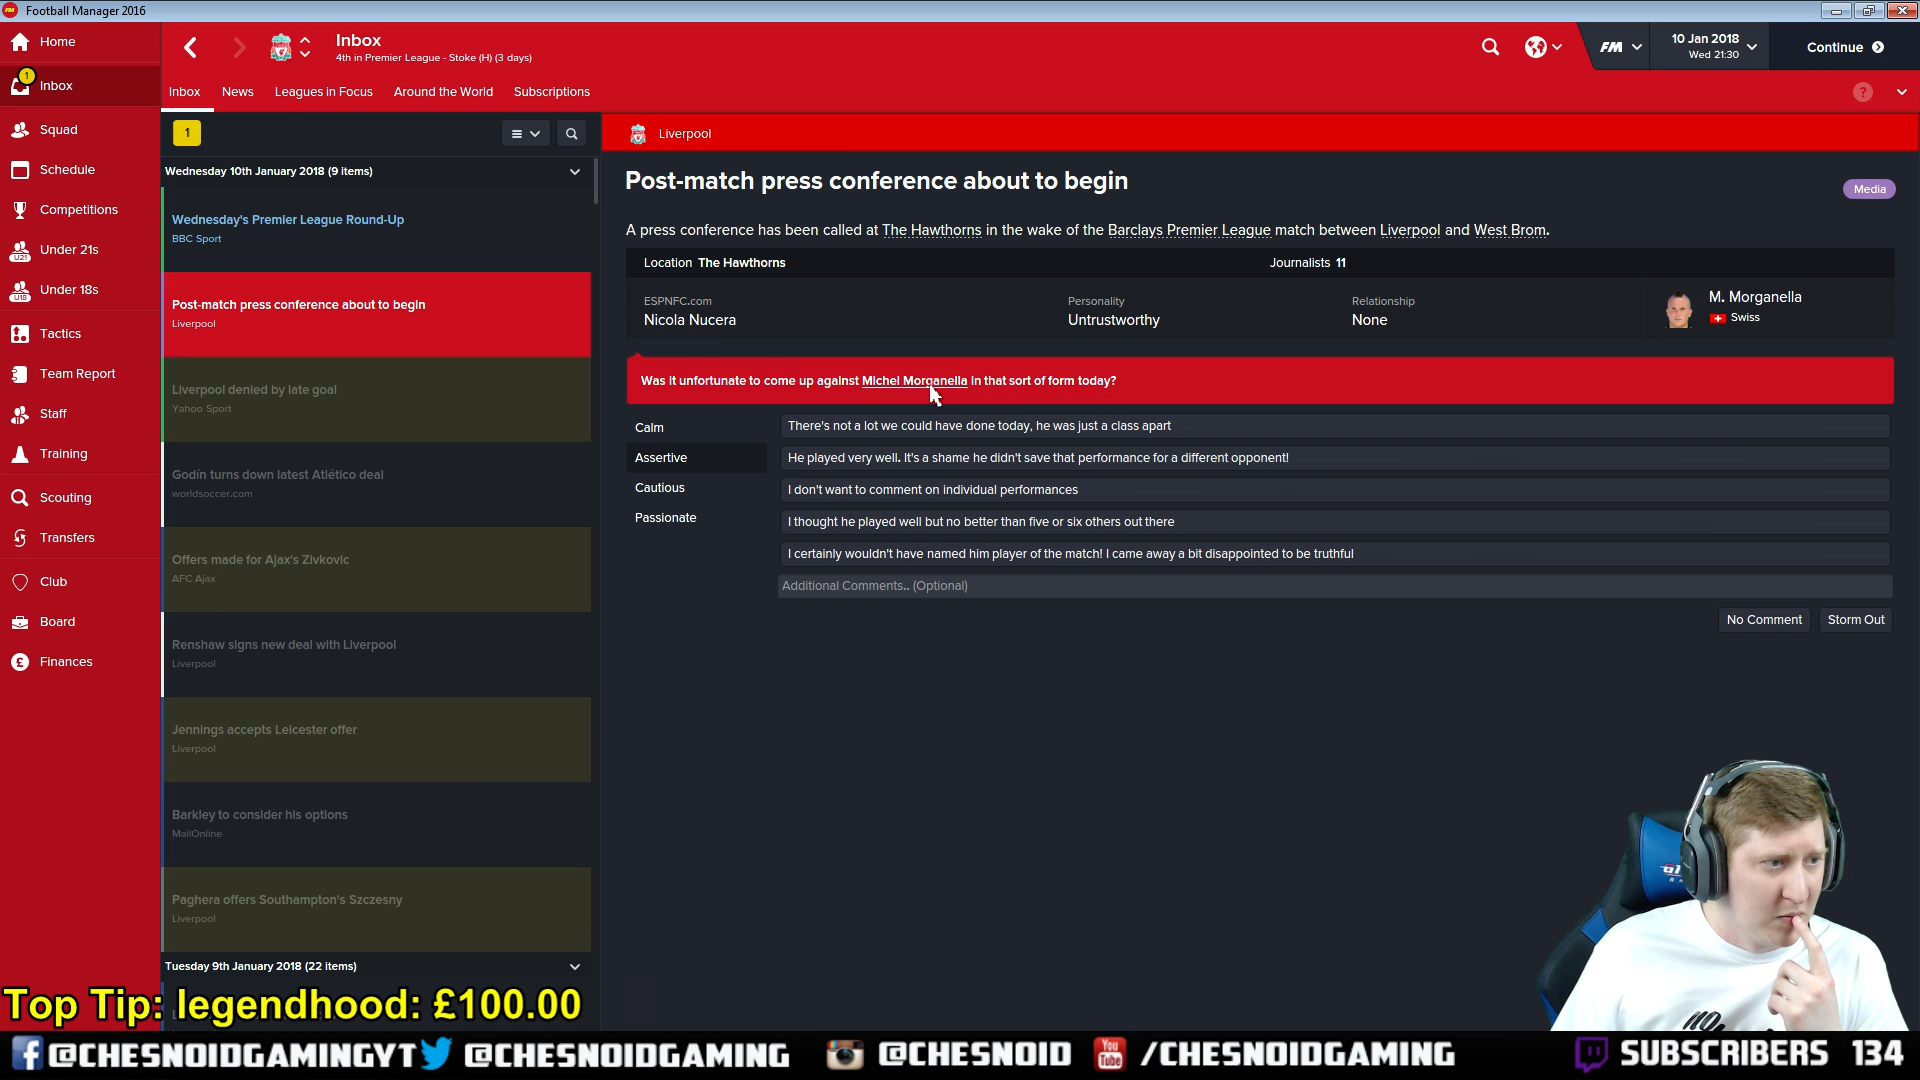 Football Manager 2016
Home
Inbox
4th in Premier League - Stoke (H) (3 days)
FM
10 Jan 2018
Wed 21:30
Continue
1
Inbox
Inbox
News
Leagues in Focus
Around the World
Subscriptions
?
Squad
Schedule
Competitions
Under 21s
U21
Under 18s
U18
Tactics
Team Report
Staff
Training
Scouting
Transfers
Club
Board
Finances
1
Wednesday 10th January 2018 (9 items)
Wednesday's Premier League Round-Up
BBC Sport
Post-match press conference about to begin
Liverpool
Liverpool denied by late goal
Yahoo Sport
Godín turns down latest Atlético deal
worldsoccer.com
Offers made for Ajax's Zivkovic
AFC Ajax
Renshaw signs new deal with Liverpool
Liverpool
Jennings accepts Leicester offer
Liverpool
Barkley to consider his options
MailOnline
Paghera offers Southampton's Szczesny
Liverpool
Tuesday 9th January 2018 (22 items)
Liverpool
Post-match press conference about to begin
Media
A press conference has been called at The Hawthorns in the wake of the Barclays Premier League match between Liverpool and West Brom.
Location The Hawthorns
Journalists 11
ESPNFC.com
Nicola Nucera
Personality
Untrustworthy
Relationship
None
M. Morganella
Swiss
Was it unfortunate to come up against Michel Morganella in that sort of form today?
Calm
Assertive
Cautious
Passionate
There's not a lot we could have done today, he was just a class apart
He played very well. It's a shame he didn't save that performance for a different opponent!
I don't want to comment on individual performances
I thought he played well but no better than five or six others out there
I certainly wouldn't have named him player of the match! I came away a bit disappointed to be truthful
Additional Comments.. (Optional)
No Comment
Storm Out
Top Tip: legendhood: £100.00
@CHESNOIDGAMINGYT
@CHESNOIDGAMING
@CHESNOID
You Tube
/CHESNOIDGAMING
SUBSCRIBERS 134